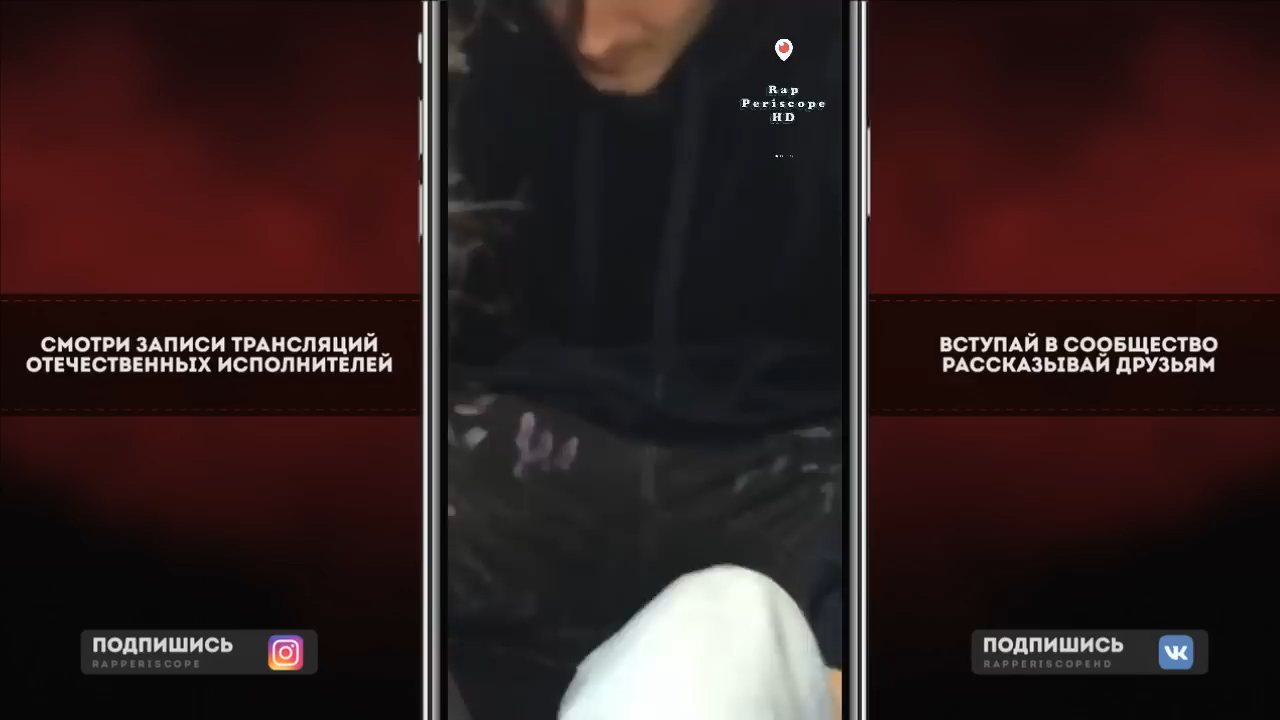 Rap
Periscope
HD
СМОТРИ ЗАПИСИ ТРАНСЛЯЦИЙ
ОТЕЧЕСТВЕННЫХ ИСПОЛНИТЕЛЕЙ
ВСТУПАЙ В СООБЩЕСТВО
РАССКАЗЫВАЙ ДРУЗЬЯМ
ПОДПИШИСЬ
RAPPERISCOPE
ПОДПИШИСЬ
RAPPERISCOPEHD